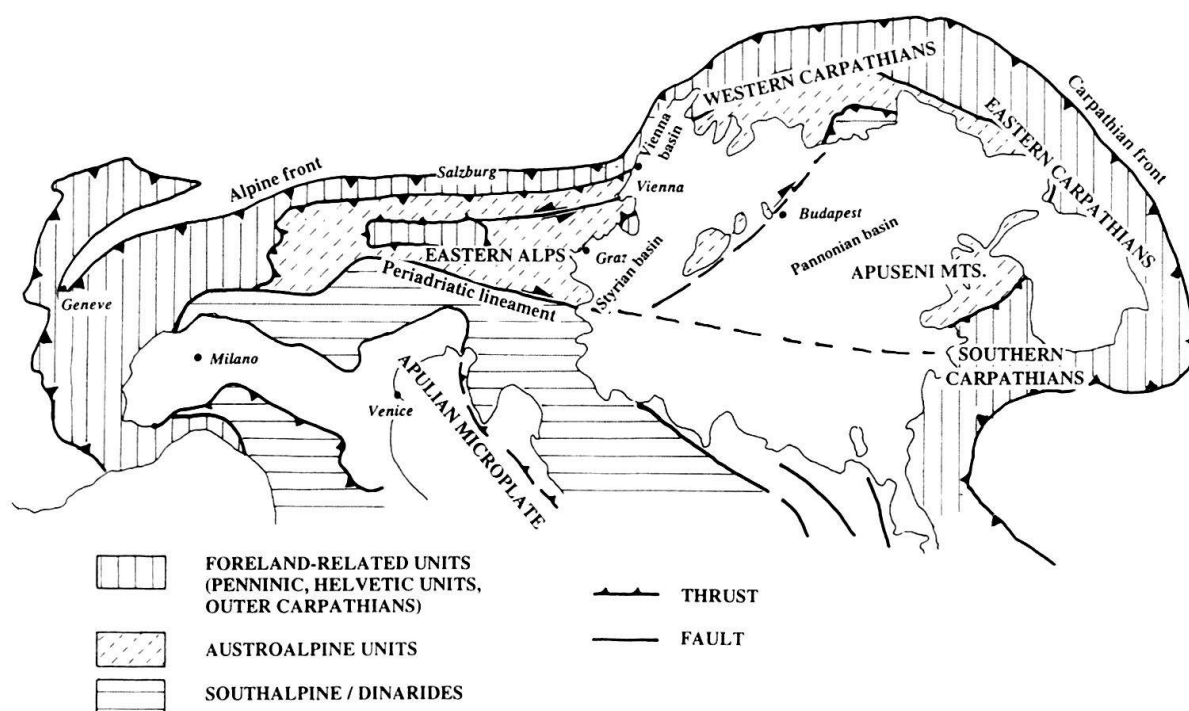 WESTERN CARPATHIANS
Carpathian front
EASTERN CARPATHIANS
Vienna
basin
Alpine front
Salzburg
Vienna
Budapest
Pannonian basin
EASTERN ALPS
Graz
Styrian basin
APUSENI MTS.
Periadriatic lineament
Geneve
Milano
SOUTHERN
CARPATHIANS
Venice
APULIAN MICROPLATE
FORELAND-RELATED UNITS
(PENNINIC, HELVETIC UNITS,
OUTER CARPATHIANS)
THRUST
AUSTROALPINE UNITS
FAULT
SOUTHALPINE / DINARIDES